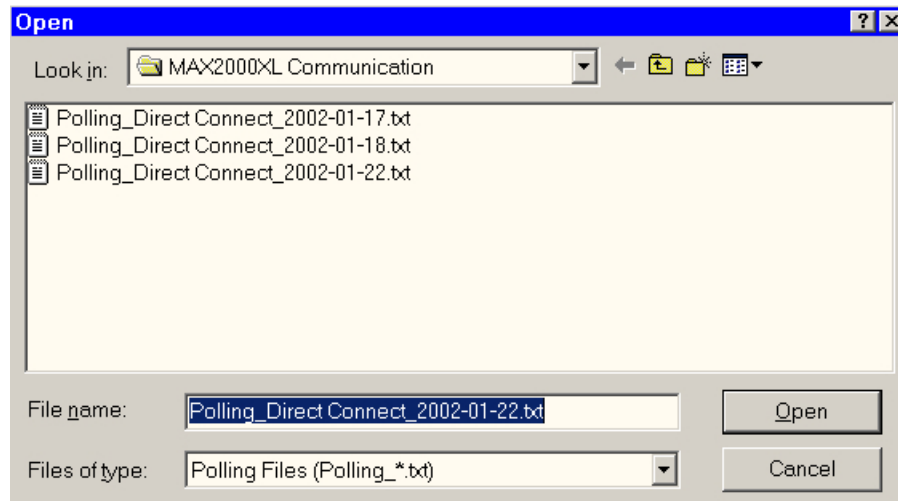 Open
Look in: MAX2000XL Communication
Polling_Direct Connect_2002-01-17.txt
Polling_Direct Connect_2002-01-18.txt
Polling_Direct Connect_2002-01-22.txt
File name: Polling_Direct Connect_2002-01-22.txt Open
Files of type: Polling Files (Polling_*.txt) Cancel